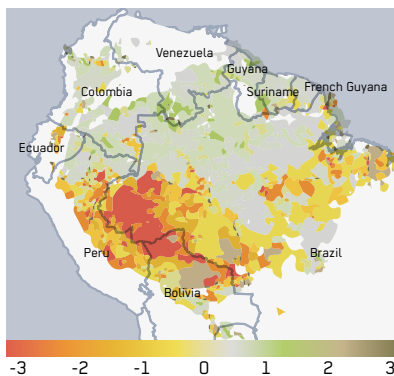 Venezuela
Guyana
Colombia
Suriname
French Guyana
Ecuador
Peru
Brazil
Bolivia
-3 -2 -1 0 1 2 3